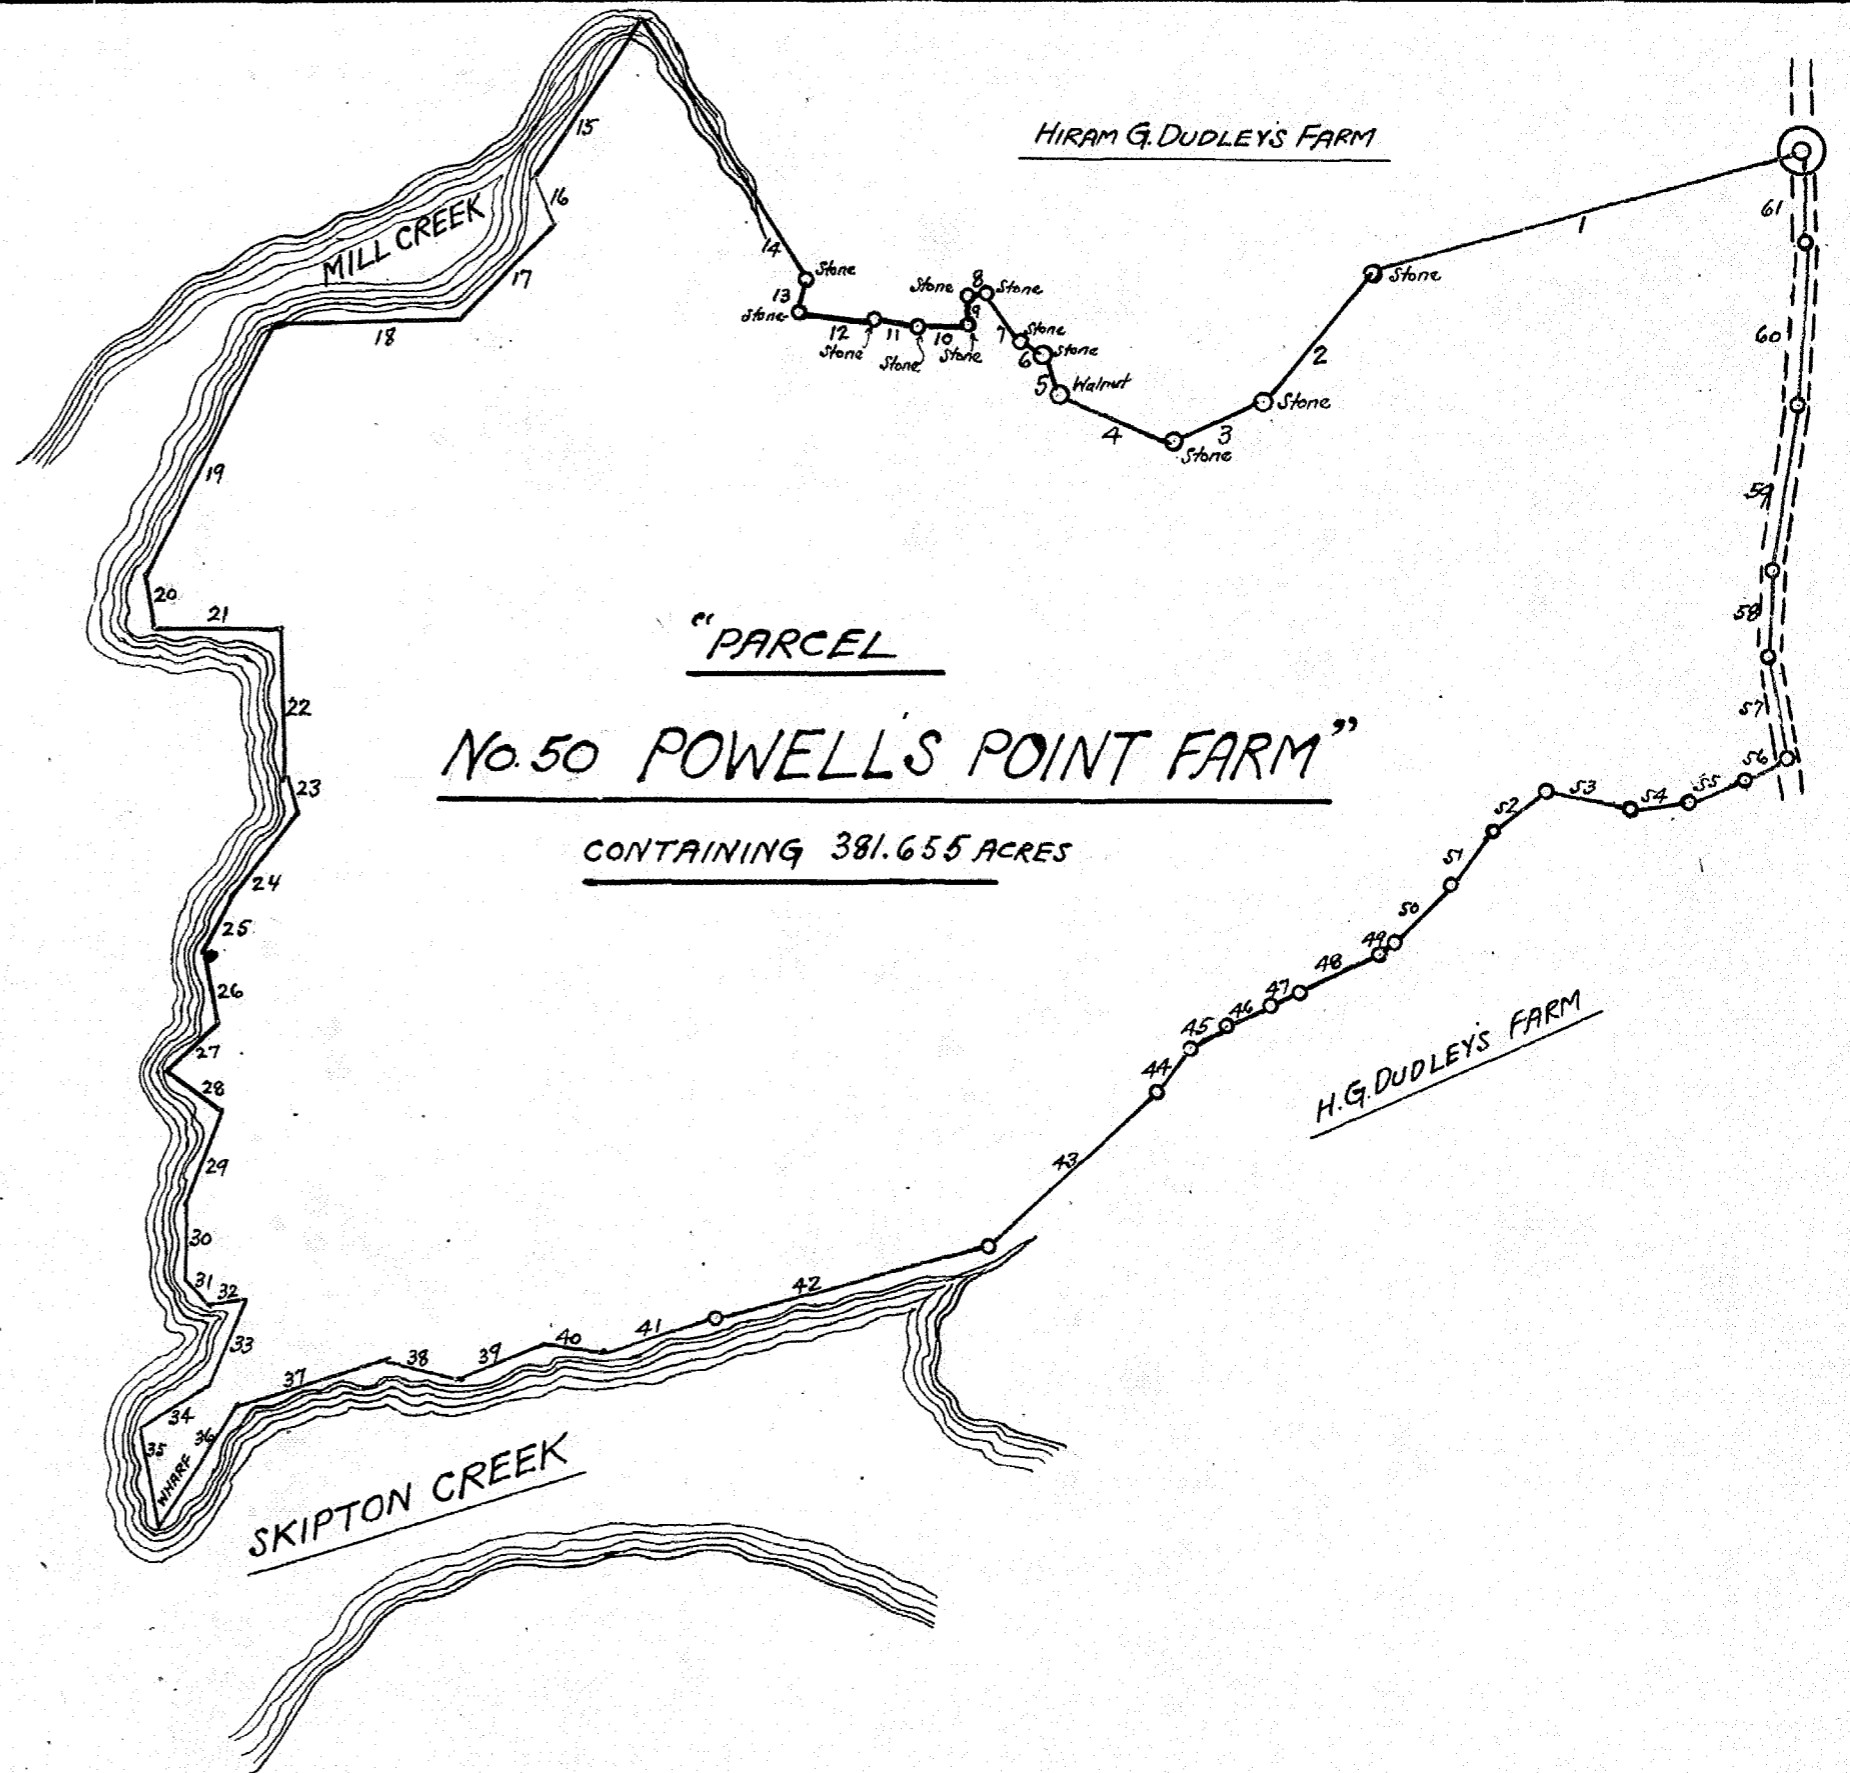 HIRAM G. DUDLEY'S FARM
MILL CREEK
"PARCEL
No. 50 POWELL'S POINT FARM"
CONTAINING 381.655 ACRES
H.G. DUDLEY'S FARM
SKIPTON CREEK
WHARF
1
Stone
2
Stone
3
Stone
4
Walnut
5
Stone
6
Stone
7
Stone
8
Stone
9
Stone
10
Stone
11
Stone
12
Stone
13
Stone
14
15
16
17
18
19
20
21
22
23
24
25
26
27
28
29
30
31
32
33
34
35
36
37
38
39
40
41
42
43
44
45
46
47
48
49
50
51
52
53
54
55
56
57
58
59
60
61